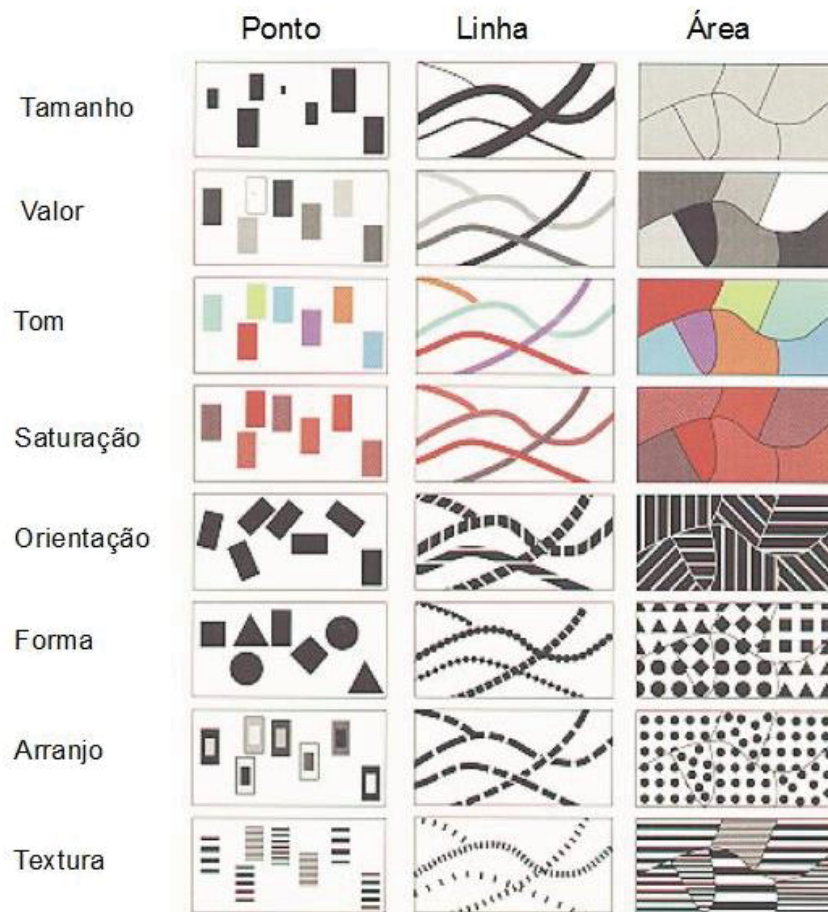 Ponto Linha Área
Tamanho
Valor
Tom
Saturação
Orientação
Forma
Arranjo
Textura